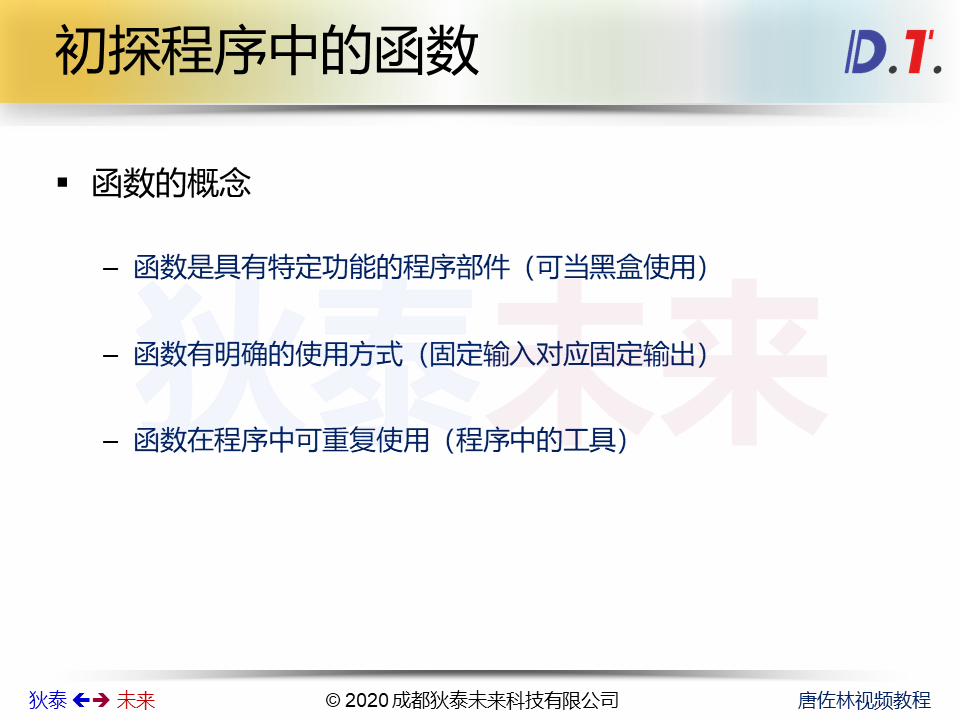 初探程序中的函数
D.T.
▪ 函数的概念
– 函数是具有特定功能的程序部件（可当黑盒使用）
– 函数有明确的使用方式（固定输入对应固定输出）
– 函数在程序中可重复使用（程序中的工具）
狄泰未来
狄泰 🡸🡺 未来
© 2020 成都狄泰未来科技有限公司
唐佐林视频教程